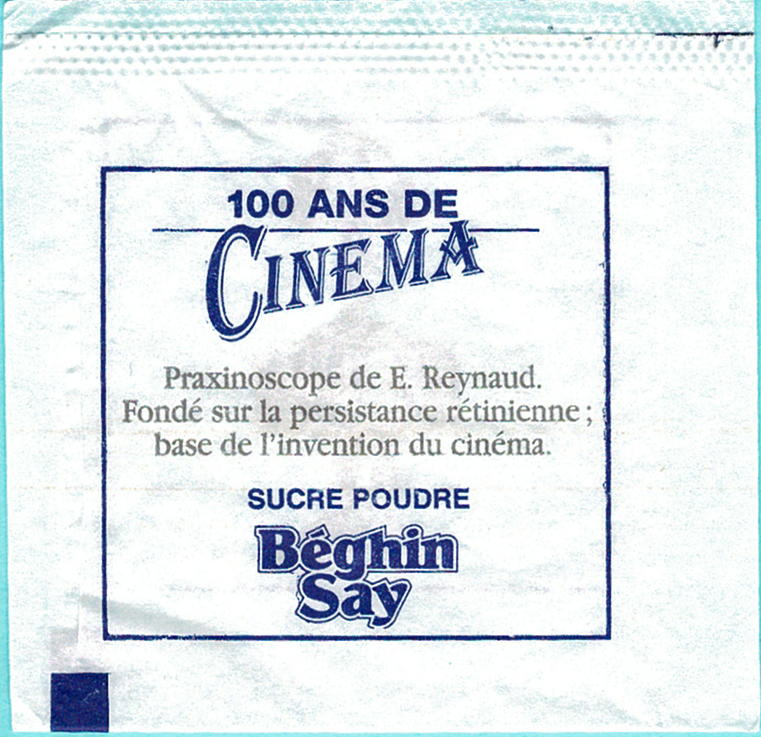 100 ANS DE
CINEMA
Praxinoscope de E. Reynaud.
Fondé sur la persistance rétinienne ;
base de l'invention du cinéma.
SUCRE POUDRE
Béghin
Say